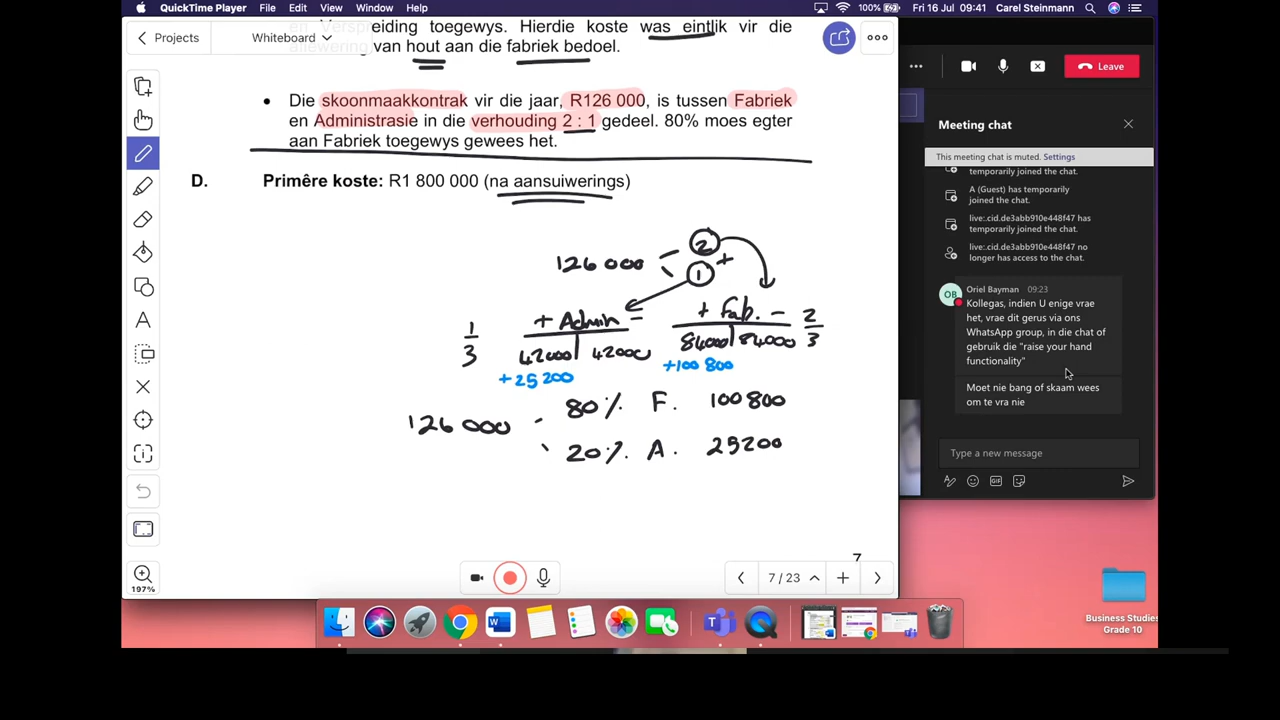 QuickTime Player File Edit View Window Help
100% Fri 16 Jul 09:41 Carel Steinmann
Projects
Whiteboard
en Verspreiding toegewys. Hierdie koste was eintlik vir die
aflewering van hout aan die fabriek bedoel.
• Die skoonmaakkontrak vir die jaar, R126 000, is tussen Fabriek
en Administrasie in die verhouding 2 : 1 gedeel. 80% moes egter
aan Fabriek toegewys gewees het.
D. Primêre koste: R1 800 000 (na aansuiwerings)
126 000 2
1 +
+ Admin - + Fab. -
1/3 42000 42000 84000 84000 2/3
+25 200 +100 800
126 000 80% F. 100 800
20% A. 25200
7
7 / 23
197%
Leave
Meeting chat
This meeting chat is muted. Settings
temporarily joined the chat.
A (Guest) has temporarily
joined the chat.
live:.cid.de3abb910e448f47 has
temporarily joined the chat.
live:.cid.de3abb910e448f47 no
longer has access to the chat.
OB
Oriel Bayman 09:23
Kollegas, indien U enige vrae
het, vrae dit gerus via ons
WhatsApp group, in die chat of
gebruik die "raise your hand
functionality"
Moet nie bang of skaam wees
om te vra nie
Type a new message
GIF
Business Studies
Grade 10